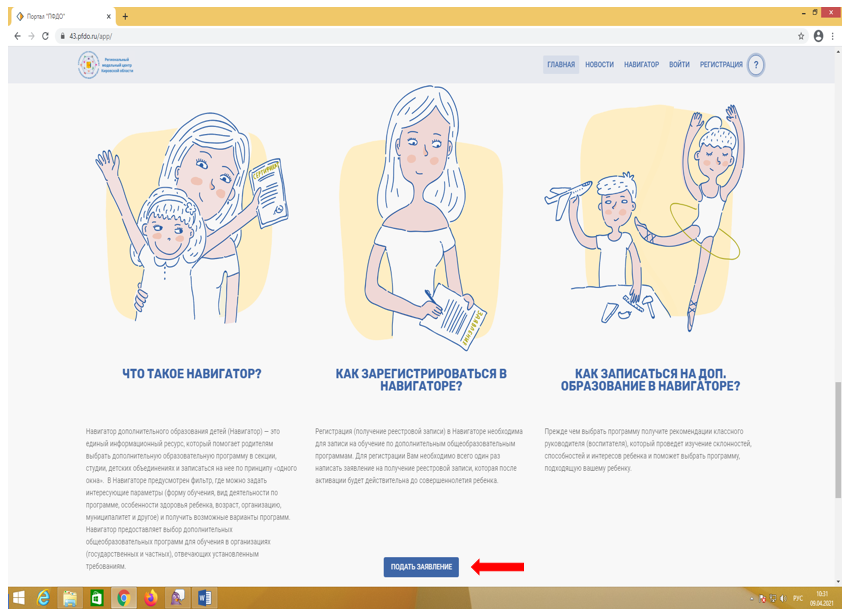 Портал "ПФДО"
43.pfdo.ru/app/
Региональный
модельный центр
Кировской области
ГЛАВНАЯ
НОВОСТИ
НАВИГАТОР
ВОЙТИ
РЕГИСТРАЦИЯ
?
СЕРТИФИКАТ
ЗАЯВЛЕНИЕ
ЧТО ТАКОЕ НАВИГАТОР?
Навигатор дополнительного образования детей (Навигатор) – это
единый информационный ресурс, который помогает родителям
выбрать дополнительную образовательную программу в секции,
студии, детских объединениях и записаться на нее по принципу «одного
окна». В Навигаторе предусмотрен фильтр, где можно задать
интересующие параметры (форму обучения, вид деятельности по
программе, особенности здоровья ребенка, возраст, организацию,
муниципалитет и другое) и получить возможные варианты программ.
Навигатор предоставляет выбор дополнительных
общеобразовательных программ для обучения в организациях
(государственных и частных), отвечающих установленным
требованиям.
КАК ЗАРЕГИСТРИРОВАТЬСЯ В
НАВИГАТОРЕ?
Регистрация (получение реестровой записи) в Навигаторе необходима
для записи на обучение по дополнительным общеобразовательным
программам. Для регистрации Вам необходимо всего один раз
написать заявление на получение реестровой записи, которая после
активации будет действительна до совершеннолетия ребенка.
ПОДАТЬ ЗАЯВЛЕНИЕ
КАК ЗАПИСАТЬСЯ НА ДОП.
ОБРАЗОВАНИЕ В НАВИГАТОРЕ?
Прежде чем выбрать программу получите рекомендации классного
руководителя (воспитателя), который проведет изучение склонностей,
способностей и интересов ребенка и поможет выбрать программу,
подходящую вашему ребенку.
РУС
19:31
09.04.2021